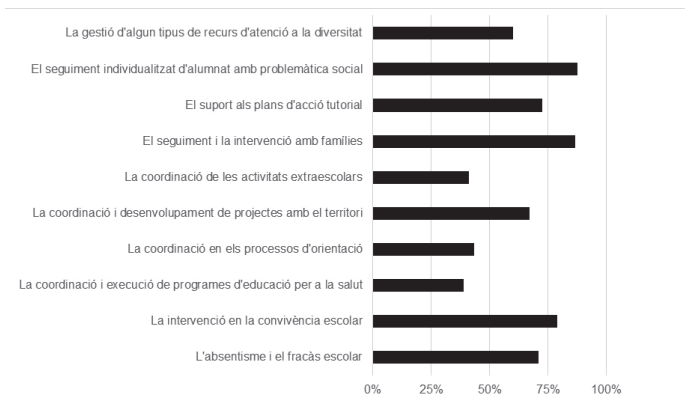 La gestió d'algun tipus de recurs d'atenció a la diversitat
El seguiment individualitzat d'alumnat amb problemàtica social
El suport als plans d'acció tutorial
El seguiment i la intervenció amb famílies
La coordinació de les activitats extraescolars
La coordinació i desenvolupament de projectes amb el territori
La coordinació en els processos d'orientació
La coordinació i execució de programes d'educació per a la salut
La intervenció en la convivència escolar
L'absentisme i el fracàs escolar
0% 25% 50% 75% 100%